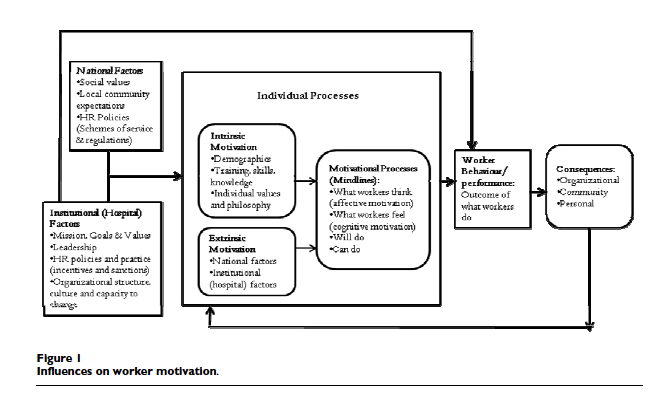 National Factors
•Social values
•Local community
expectations
•HR Policies
(Schemes of service
& regulations)
Institutional (Hospital)
Factors
•Mission, Goals & Values
•Leadership
•HR policies and practice
(incentives and sanctions)
•Organizational structure,
culture and capacity to
change
Individual Processes
Intrinsic
Motivation
•Demographics
•Training, skills,
knowledge
•Individual values
and philosophy
Extrinsic
Motivation
•National factors
•Institutional
(hospital) factors
Motivational Processes
(Mindlines):
•What workers think
(affective motivation)
•What workers feel
(cognitive motivation)
•Will do
•Can do
Worker
Behaviour/
performance:
Outcome of
what workers
do
Consequences:
•Organizational
•Community
•Personal
Figure 1
Influences on worker motivation.